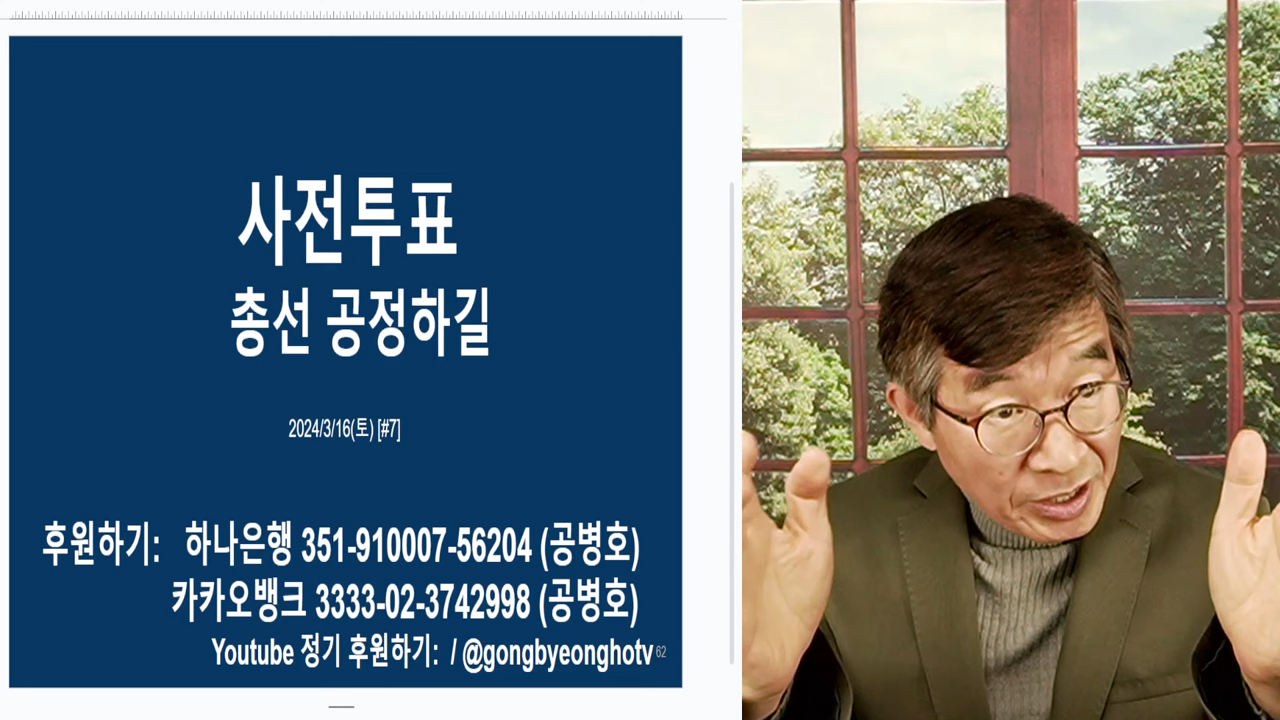 사전투표
총선 공정하길
2024/3/16(토) [#7]
후원하기: 하나은행 351-910007-56204 (공병호)
카카오뱅크 3333-02-3742998 (공병호)
Youtube 정기 후원하기: / @gongbyeonghotv
62